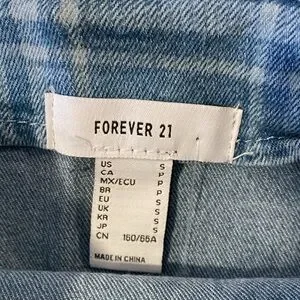 FOREVER 21
US S
CA P
MX/ECU P
BR P
EU S
UK S
KR S
JP S
CN 160/66A
MADE IN CHINA